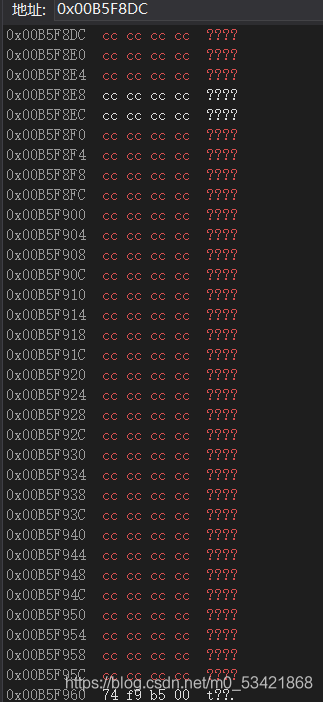 地址: 0x00B5F8DC
0x00B5F8DC cc cc cc cc ????
0x00B5F8E0 cc cc cc cc ????
0x00B5F8E4 cc cc cc cc ????
0x00B5F8E8 cc cc cc cc ????
0x00B5F8EC cc cc cc cc ????
0x00B5F8F0 cc cc cc cc ????
0x00B5F8F4 cc cc cc cc ????
0x00B5F8F8 cc cc cc cc ????
0x00B5F8FC cc cc cc cc ????
0x00B5F900 cc cc cc cc ????
0x00B5F904 cc cc cc cc ????
0x00B5F908 cc cc cc cc ????
0x00B5F90C cc cc cc cc ????
0x00B5F910 cc cc cc cc ????
0x00B5F914 cc cc cc cc ????
0x00B5F918 cc cc cc cc ????
0x00B5F91C cc cc cc cc ????
0x00B5F920 cc cc cc cc ????
0x00B5F924 cc cc cc cc ????
0x00B5F928 cc cc cc cc ????
0x00B5F92C cc cc cc cc ????
0x00B5F930 cc cc cc cc ????
0x00B5F934 cc cc cc cc ????
0x00B5F938 cc cc cc cc ????
0x00B5F93C cc cc cc cc ????
0x00B5F940 cc cc cc cc ????
0x00B5F944 cc cc cc cc ????
0x00B5F948 cc cc cc cc ????
0x00B5F94C cc cc cc cc ????
0x00B5F950 cc cc cc cc ????
0x00B5F954 cc cc cc cc ????
0x00B5F958 cc cc cc cc ????
0x00B5F95C cc cc cc cc ????
https://blog.csdn.net/m0_53421868
0x00B5F960 74 f9 b5 00 t??.